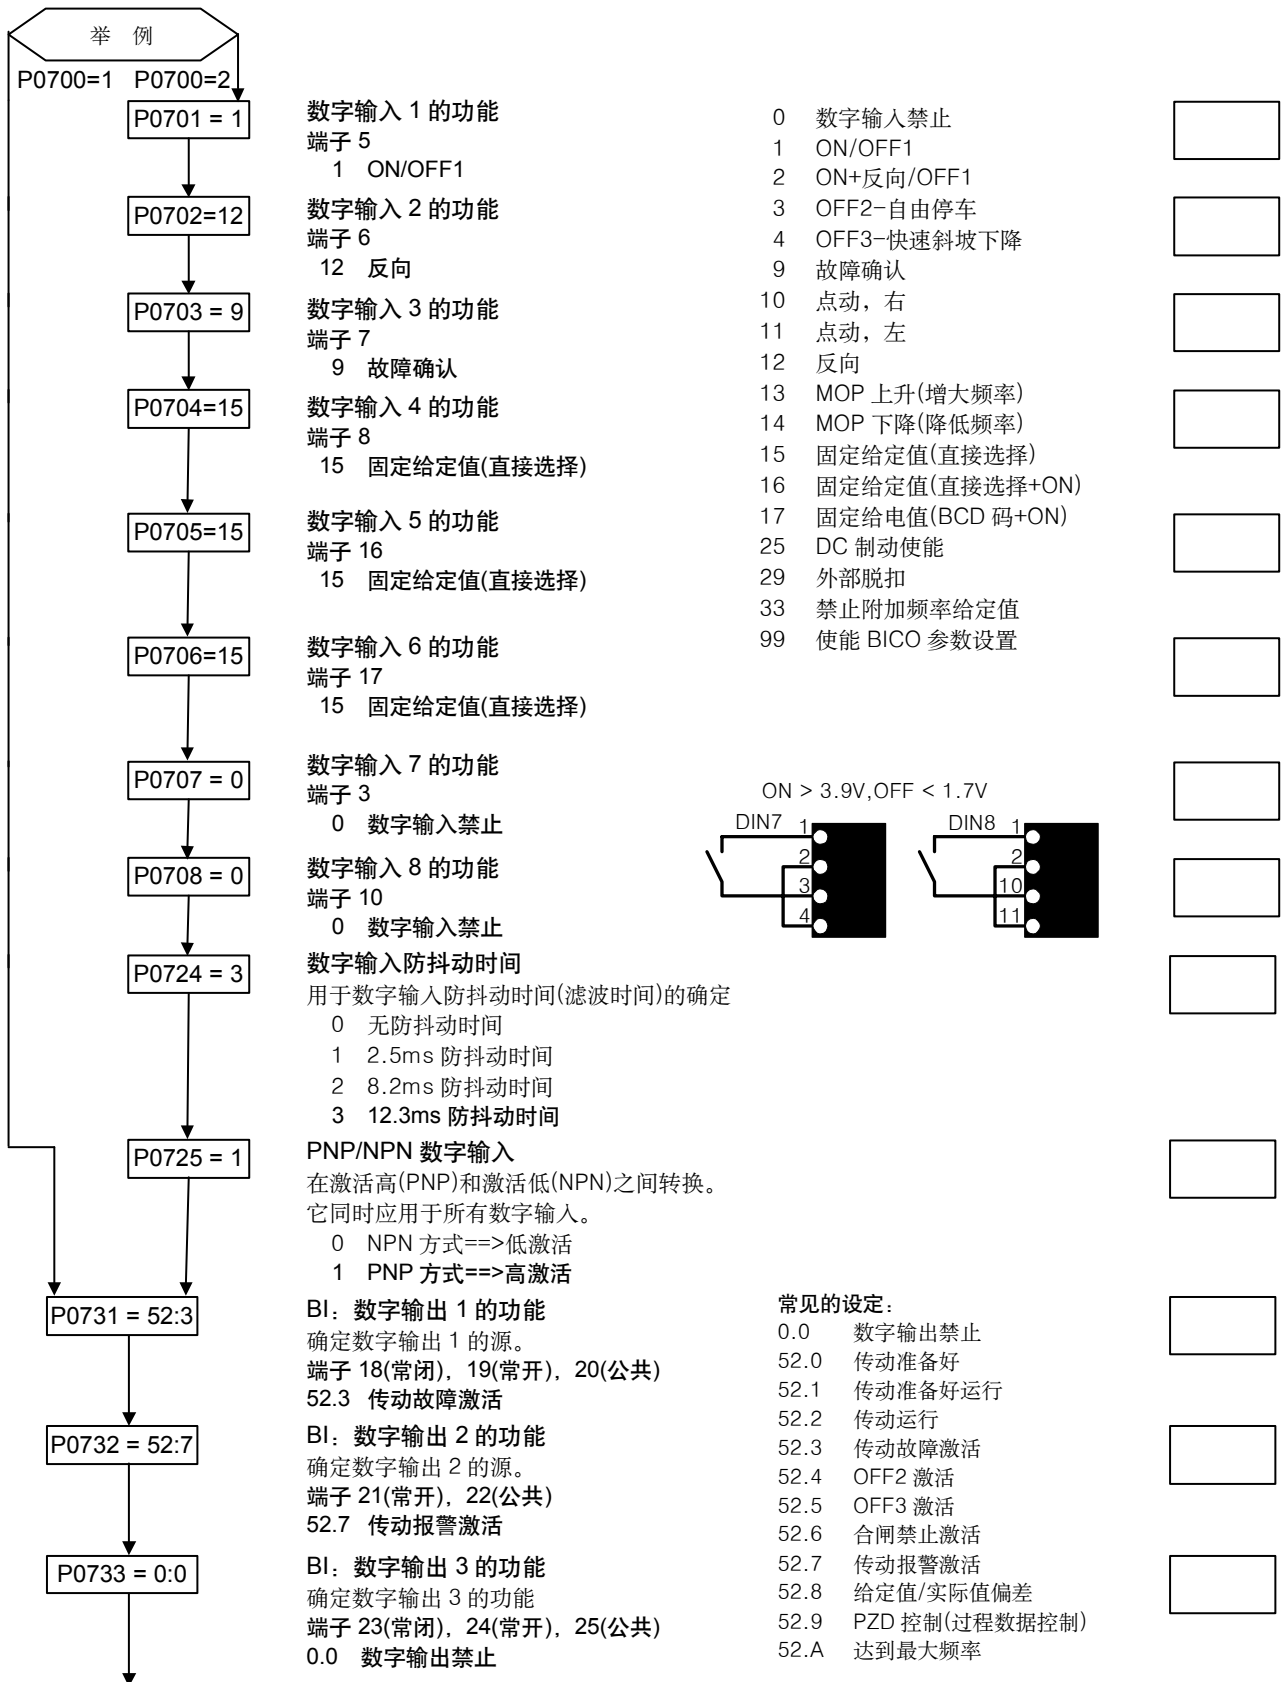 举 例
P0700=1 P0700=2
P0701 = 1
数字输入 1 的功能
端子 5
1 ON/OFF1
P0702=12
数字输入 2 的功能
端子 6
12 反向
P0703 = 9
数字输入 3 的功能
端子 7
9 故障确认
P0704=15
数字输入 4 的功能
端子 8
15 固定给定值(直接选择)
P0705=15
数字输入 5 的功能
端子 16
15 固定给定值(直接选择)
P0706=15
数字输入 6 的功能
端子 17
15 固定给定值(直接选择)
0 数字输入禁止
1 ON/OFF1
2 ON+反向/OFF1
3 OFF2-自由停车
4 OFF3-快速斜坡下降
9 故障确认
10 点动，右
11 点动，左
12 反向
13 MOP 上升(增大频率)
14 MOP 下降(降低频率)
15 固定给定值(直接选择)
16 固定给定值(直接选择+ON)
17 固定给电值(BCD 码+ON)
25 DC 制动使能
29 外部脱扣
33 禁止附加频率给定值
99 使能 BICO 参数设置
P0707 = 0
数字输入 7 的功能
端子 3
0 数字输入禁止
P0708 = 0
数字输入 8 的功能
端子 10
0 数字输入禁止
ON > 3.9V,OFF < 1.7V
DIN7 1
2
3
4
DIN8 1
2
10
11
P0724 = 3
数字输入防抖动时间
用于数字输入防抖动时间(滤波时间)的确定
0 无防抖动时间
1 2.5ms 防抖动时间
2 8.2ms 防抖动时间
3 12.3ms 防抖动时间
P0725 = 1
PNP/NPN 数字输入
在激活高(PNP)和激活低(NPN)之间转换。
它同时应用于所有数字输入。
0 NPN 方式==>低激活
1 PNP 方式==>高激活
P0731 = 52:3
BI：数字输出 1 的功能
确定数字输出 1 的源。
端子 18(常闭)，19(常开)，20(公共)
52.3 传动故障激活
P0732 = 52:7
BI：数字输出 2 的功能
确定数字输出 2 的源。
端子 21(常开)，22(公共)
52.7 传动报警激活
P0733 = 0:0
BI：数字输出 3 的功能
确定数字输出 3 的功能
端子 23(常闭)，24(常开)，25(公共)
0.0 数字输出禁止
常见的设定：
0.0 数字输出禁止
52.0 传动准备好
52.1 传动准备好运行
52.2 传动运行
52.3 传动故障激活
52.4 OFF2 激活
52.5 OFF3 激活
52.6 合闸禁止激活
52.7 传动报警激活
52.8 给定值/实际值偏差
52.9 PZD 控制(过程数据控制)
52.A 达到最大频率